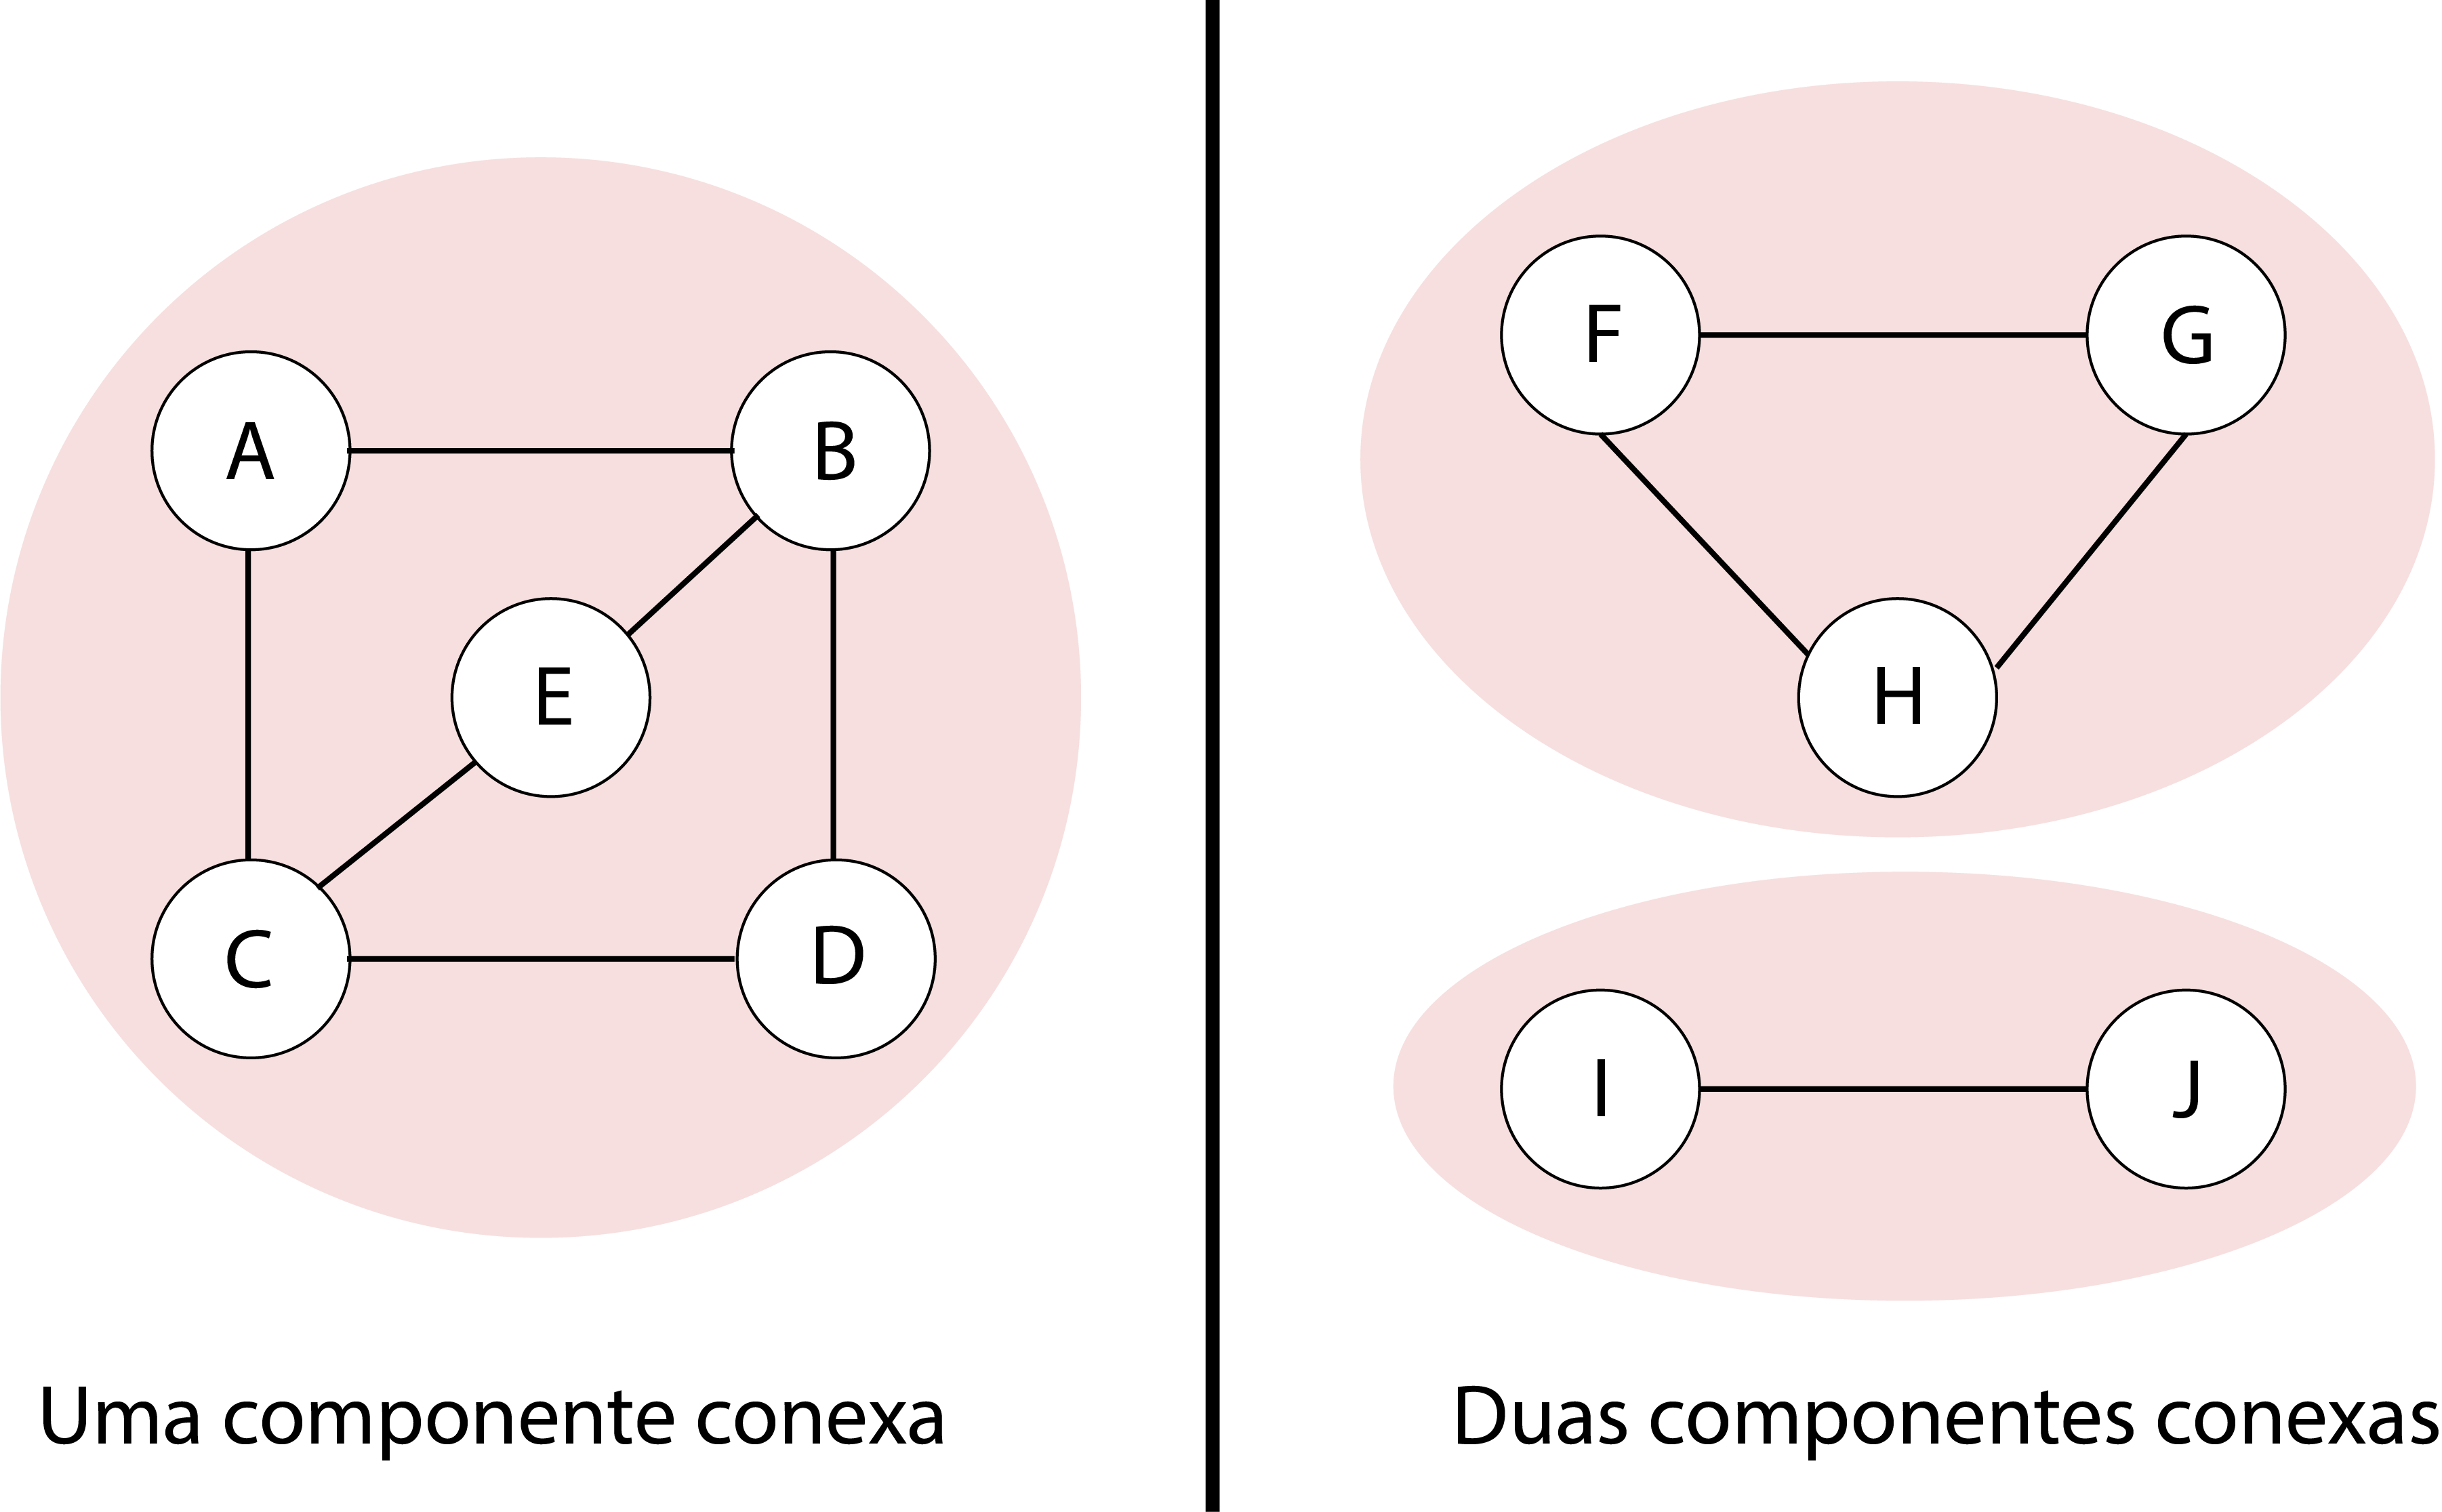 A
B
E
C
D
Uma componente conexa
F
G
H
I
J
Duas componentes conexas